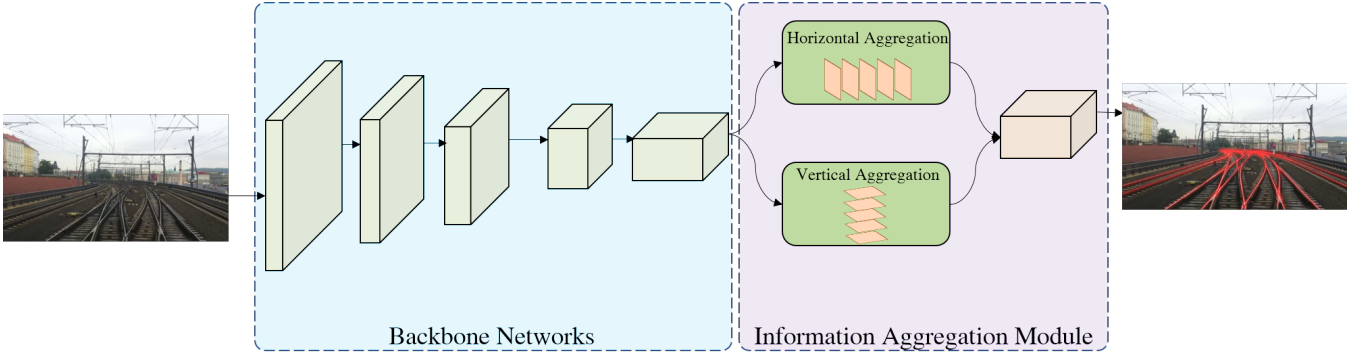 Horizontal Aggregation
Vertical Aggregation
Backbone Networks
Information Aggregation Module